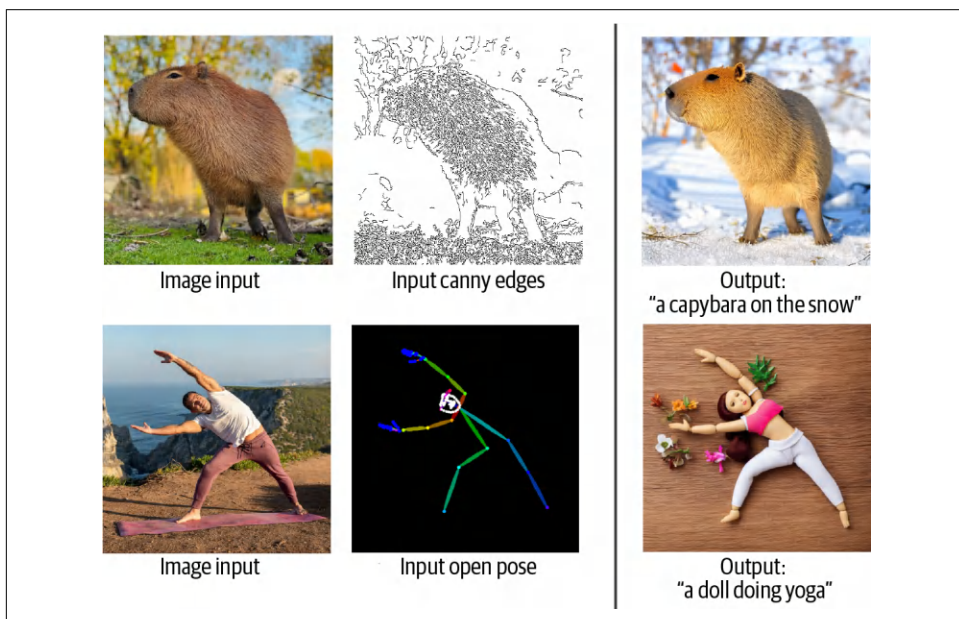 Image input
Input canny edges
Output:
“a capybara on the snow”
Image input
Input open pose
Output:
“a doll doing yoga”